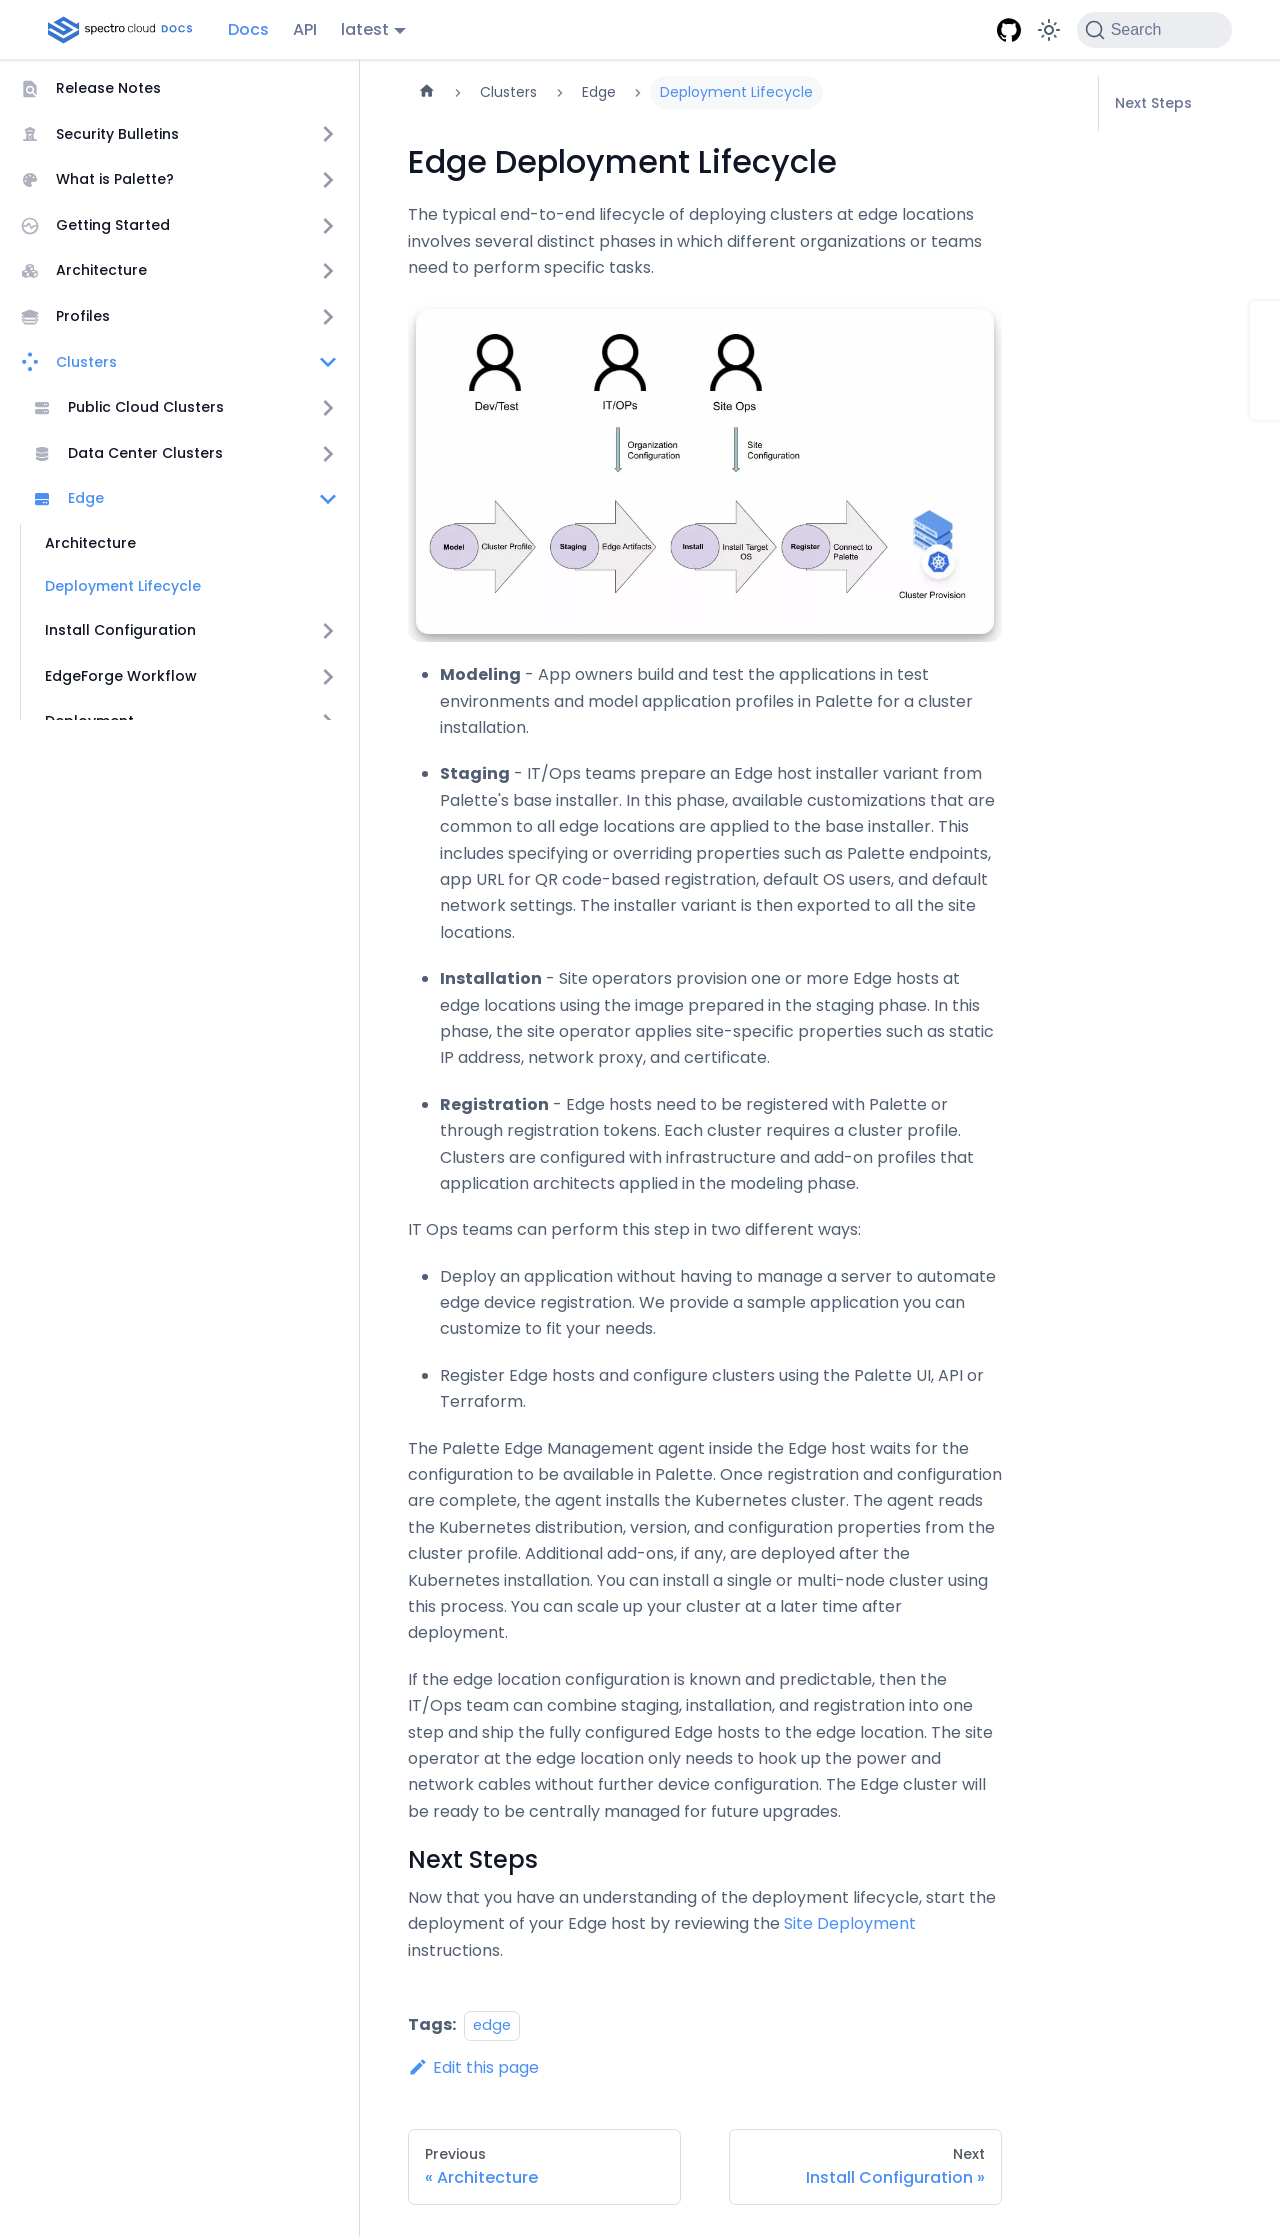 spectro cloud DOCS
Docs
API
latest
Search
Release Notes
Security Bulletins
What is Palette?
Getting Started
Architecture
Profiles
Clusters
Public Cloud Clusters
Data Center Clusters
Edge
Architecture
Deployment Lifecycle
Install Configuration
EdgeForge Workflow
Deployment
Clusters
Edge
Deployment Lifecycle
Next Steps
Edge Deployment Lifecycle
The typical end-to-end lifecycle of deploying clusters at edge locations
involves several distinct phases in which different organizations or teams
need to perform specific tasks.
Dev/Test
IT/OPs
Site Ops
Organization
Configuration
Site
Configuration
Model
Cluster Profile
Staging
Edge Artifacts
Install
Install Target
OS
Register
Connect to
Palette
Cluster Provision
Modeling - App owners build and test the applications in test
environments and model application profiles in Palette for a cluster
installation.
Staging - IT/Ops teams prepare an Edge host installer variant from
Palette's base installer. In this phase, available customizations that are
common to all edge locations are applied to the base installer. This
includes specifying or overriding properties such as Palette endpoints,
app URL for QR code-based registration, default OS users, and default
network settings. The installer variant is then exported to all the site
locations.
Installation - Site operators provision one or more Edge hosts at
edge locations using the image prepared in the staging phase. In this
phase, the site operator applies site-specific properties such as static
IP address, network proxy, and certificate.
Registration - Edge hosts need to be registered with Palette or
through registration tokens. Each cluster requires a cluster profile.
Clusters are configured with infrastructure and add-on profiles that
application architects applied in the modeling phase.
IT Ops teams can perform this step in two different ways:
Deploy an application without having to manage a server to automate
edge device registration. We provide a sample application you can
customize to fit your needs.
Register Edge hosts and configure clusters using the Palette UI, API or
Terraform.
The Palette Edge Management agent inside the Edge host waits for the
configuration to be available in Palette. Once registration and configuration
are complete, the agent installs the Kubernetes cluster. The agent reads
the Kubernetes distribution, version, and configuration properties from the
cluster profile. Additional add-ons, if any, are deployed after the
Kubernetes installation. You can install a single or multi-node cluster using
this process. You can scale up your cluster at a later time after
deployment.
If the edge location configuration is known and predictable, then the
IT/Ops team can combine staging, installation, and registration into one
step and ship the fully configured Edge hosts to the edge location. The site
operator at the edge location only needs to hook up the power and
network cables without further device configuration. The Edge cluster will
be ready to be centrally managed for future upgrades.
Next Steps
Now that you have an understanding of the deployment lifecycle, start the
deployment of your Edge host by reviewing the Site Deployment
instructions.
Tags: edge
Edit this page
Previous
« Architecture
Next
Install Configuration »